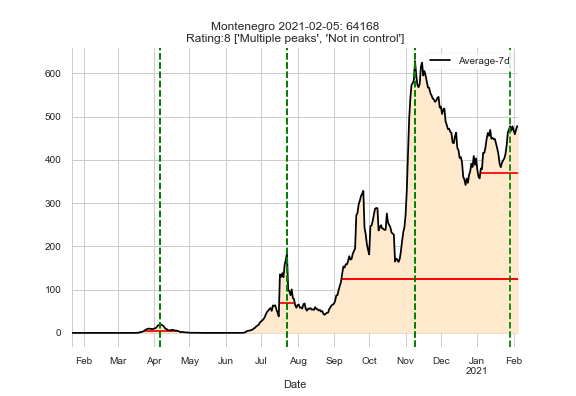 Montenegro 2021-02-05: 64168
Rating:8 ['Multiple peaks', 'Not in control']
Average-7d
600
500
400
300
200
100
0
Feb Mar Apr May Jun Jul Aug Sep Oct Nov Dec Jan Feb
2021
Date